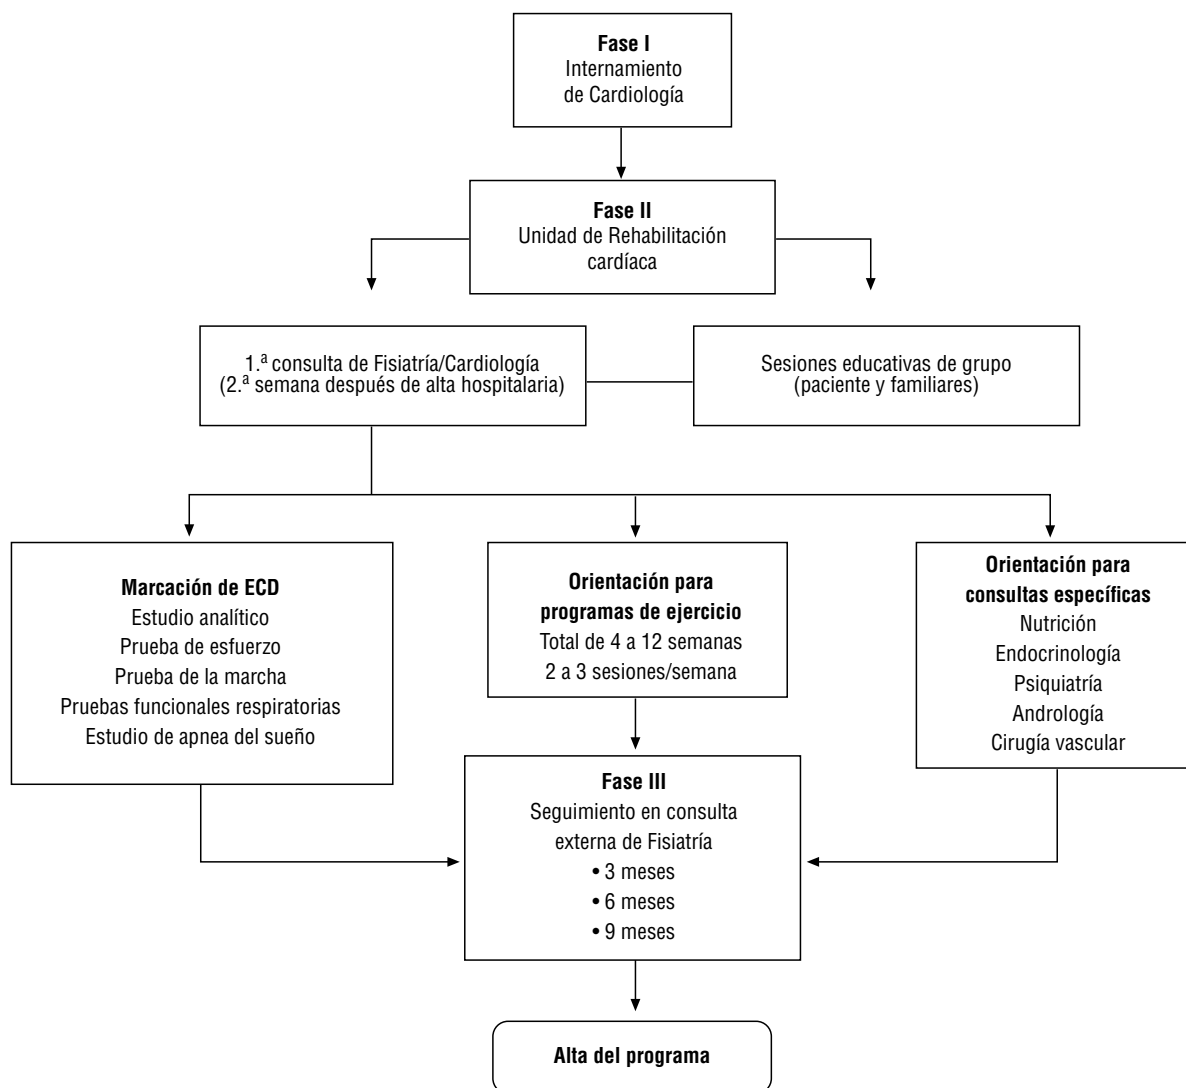 Fase I
Internamiento
de Cardiología
Fase II
Unidad de Rehabilitación
cardíaca
1.ª consulta de Fisiatría/Cardiología
(2.ª semana después de alta hospitalaria)
Sesiones educativas de grupo
(paciente y familiares)
Marcación de ECD
Estudio analítico
Prueba de esfuerzo
Prueba de la marcha
Pruebas funcionales respiratorias
Estudio de apnea del sueño
Orientación para
programas de ejercicio
Total de 4 a 12 semanas
2 a 3 sesiones/semana
Orientación para
consultas específicas
Nutrición
Endocrinología
Psiquiatría
Andrología
Cirugía vascular
Fase III
Seguimiento en consulta
externa de Fisiatría
• 3 meses
• 6 meses
• 9 meses
Alta del programa